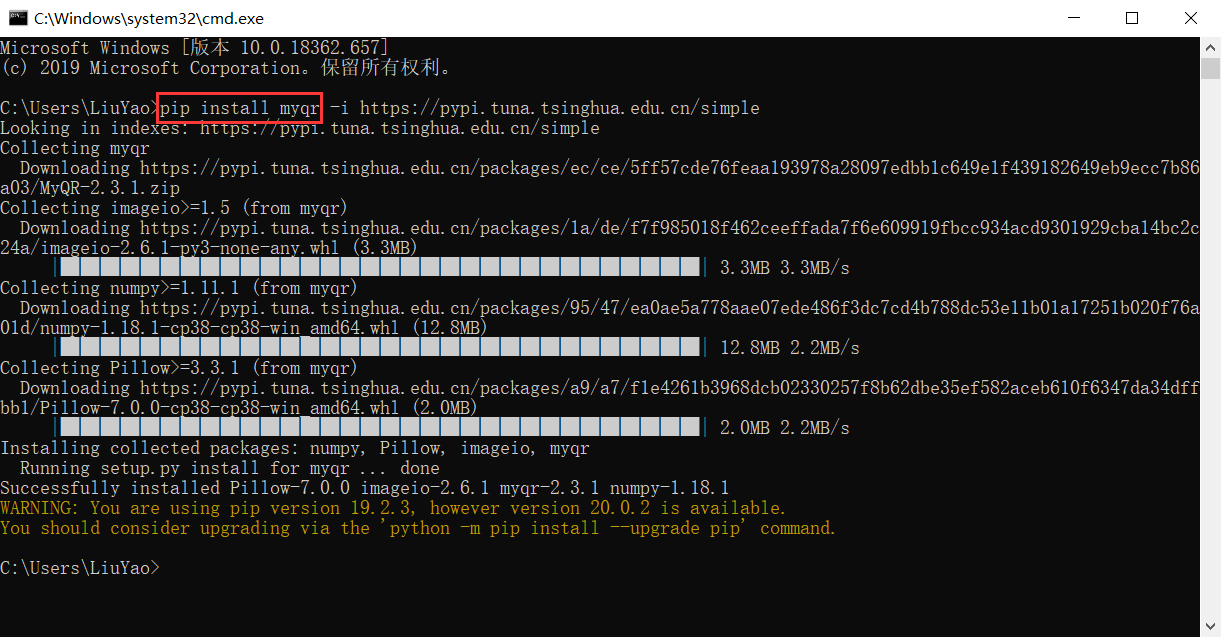 C:\Windows\system32\cmd.exe
Microsoft Windows [版本 10.0.18362.657]
(c) 2019 Microsoft Corporation。保留所有权利。
C:\Users\LiuYao>pip install myqr -i https://pypi.tuna.tsinghua.edu.cn/simple
Looking in indexes: https://pypi.tuna.tsinghua.edu.cn/simple
Collecting myqr
  Downloading https://pypi.tuna.tsinghua.edu.cn/packages/ec/ce/5ff57cde76feaa193978a28097edbb1c649e1f439182649eb9ecc7b86
a03/MyQR-2.3.1.zip
Collecting imageio>=1.5 (from myqr)
  Downloading https://pypi.tuna.tsinghua.edu.cn/packages/1a/de/f7f985018f462ceeffada7f6e609919fbcc934acd9301929cba14bc2c
24a/imageio-2.6.1-py3-none-any.whl (3.3MB)
3.3MB 3.3MB/s
Collecting numpy>=1.11.1 (from myqr)
  Downloading https://pypi.tuna.tsinghua.edu.cn/packages/95/47/ea0ae5a778aae07ede486f3dc7cd4b788dc53e11b01a17251b020f76a
01d/numpy-1.18.1-cp38-cp38-win_amd64.whl (12.8MB)
12.8MB 2.2MB/s
Collecting Pillow>=3.3.1 (from myqr)
  Downloading https://pypi.tuna.tsinghua.edu.cn/packages/a9/a7/f1e4261b3968dcb02330257f8b62dbe35ef582aceb610f6347da34dff
bb1/Pillow-7.0.0-cp38-cp38-win_amd64.whl (2.0MB)
2.0MB 2.2MB/s
Installing collected packages: numpy, Pillow, imageio, myqr
  Running setup.py install for myqr ... done
Successfully installed Pillow-7.0.0 imageio-2.6.1 myqr-2.3.1 numpy-1.18.1
WARNING: You are using pip version 19.2.3, however version 20.0.2 is available.
You should consider upgrading via the 'python -m pip install --upgrade pip' command.
C:\Users\LiuYao>